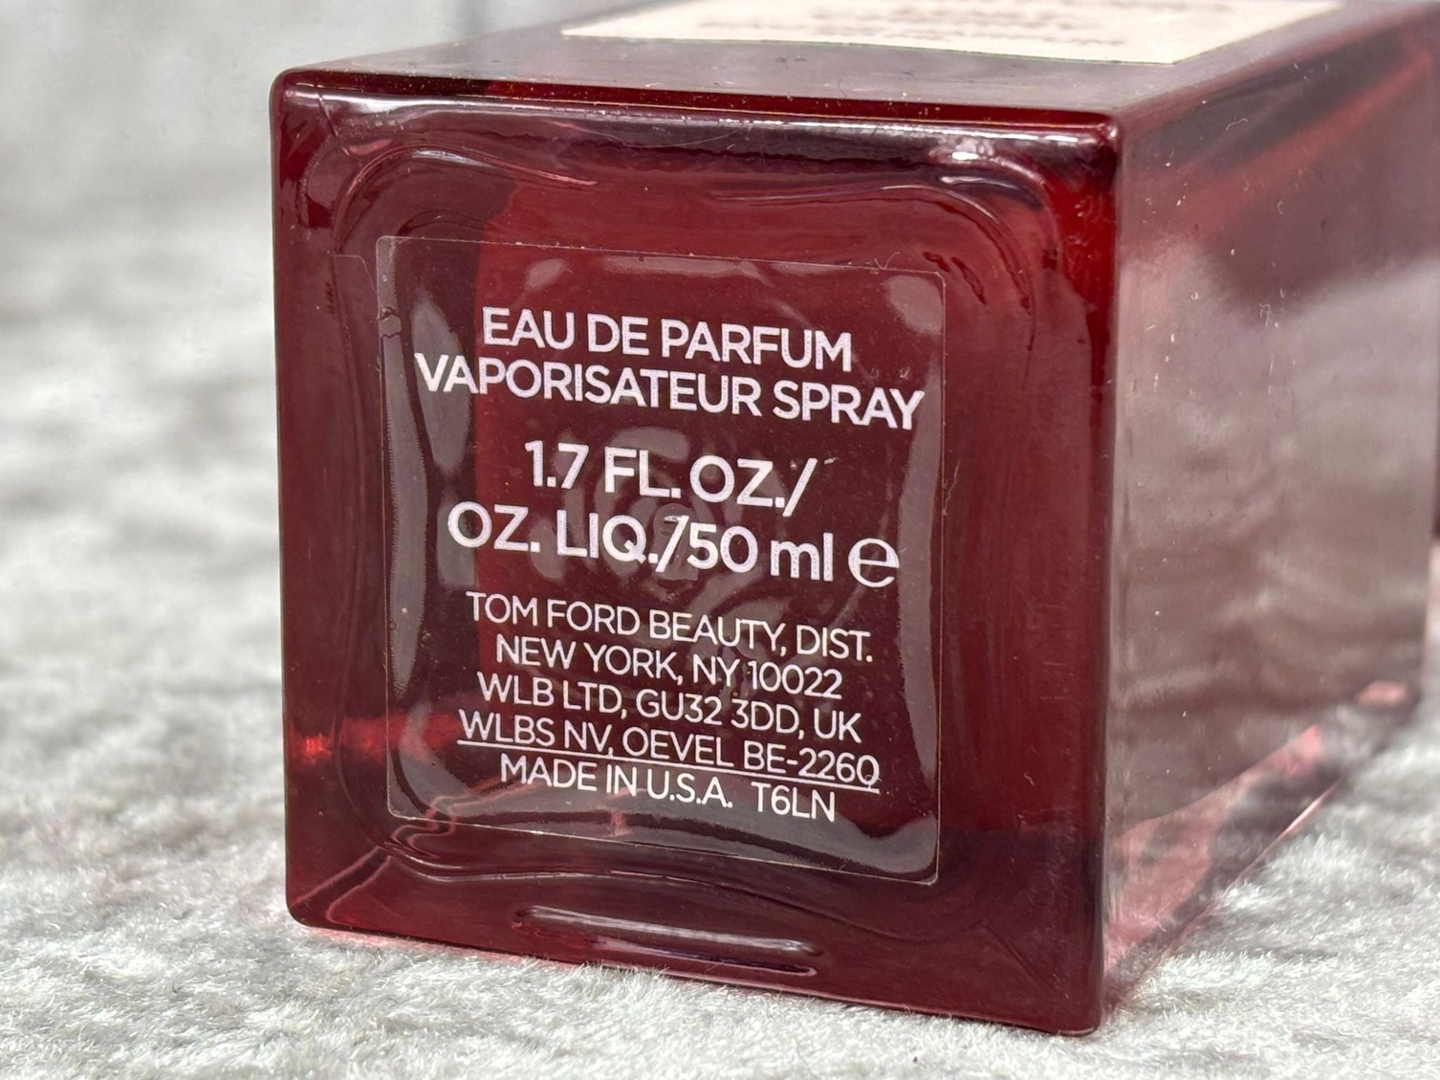 EAU DE PARFUM
VAPORISATEUR SPRAY
1.7 FL. OZ./
OZ. LIQ./50 ml e
TOM FORD BEAUTY, DIST.
NEW YORK, NY 10022
WLB LTD, GU32 3DD, UK
WLBS NV, OEVEL BE-2260
MADE IN U.S.A. T6LN